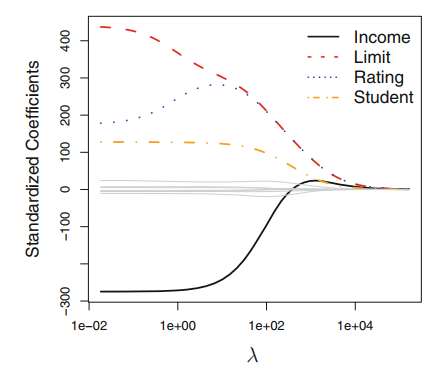 Income
Limit
Rating
Student
Standardized Coefficients
400
300
200
100
0
−100
−300
1e−02 1e+00 1e+02 1e+04
λ